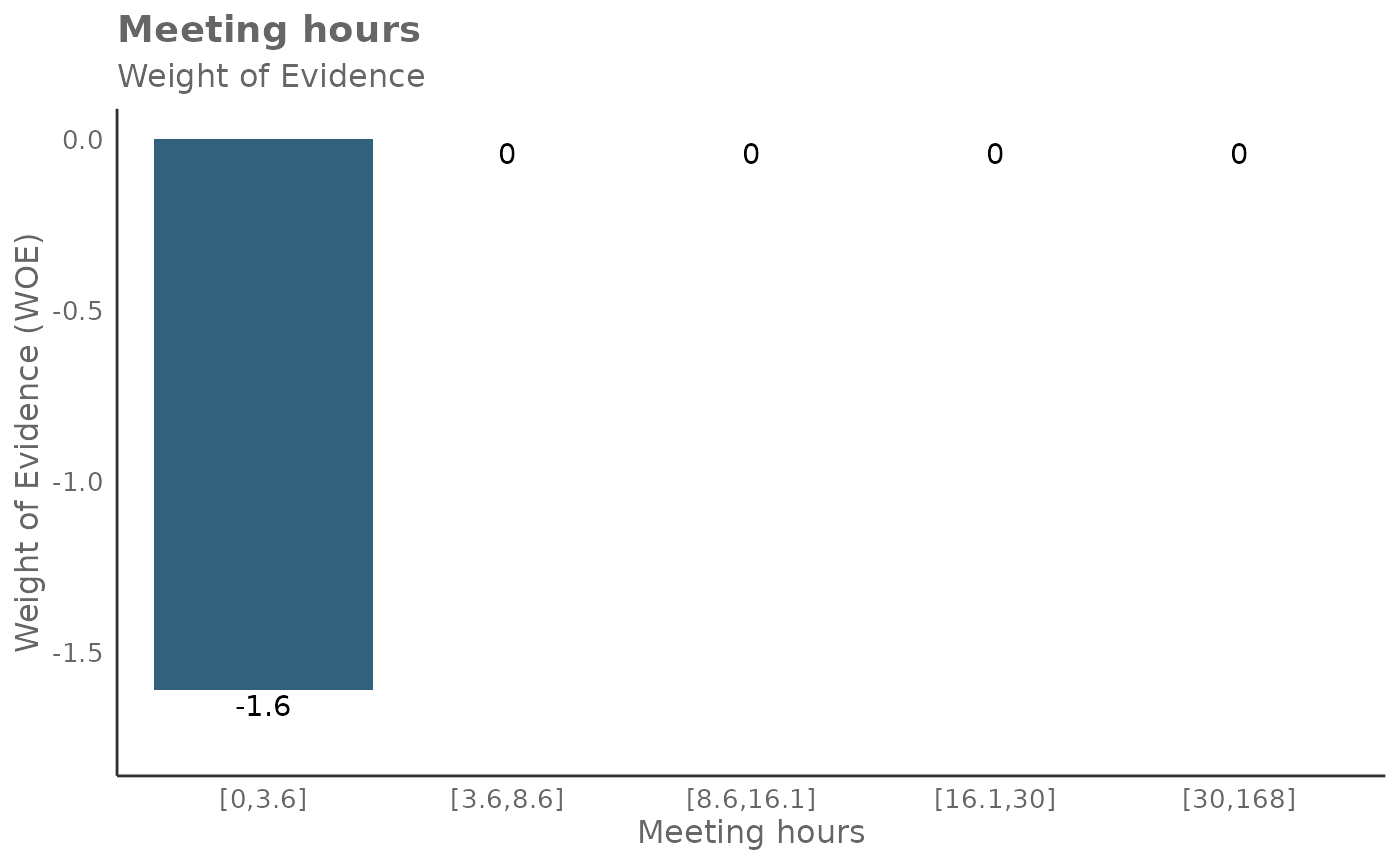 Meeting hours
Weight of Evidence
Weight of Evidence (WOE)
0.0
-0.5
-1.0
-1.5
0 0 0 0
-1.6
[0,3.6] [3.6,8.6] [8.6,16.1] [16.1,30] [30,168]
Meeting hours